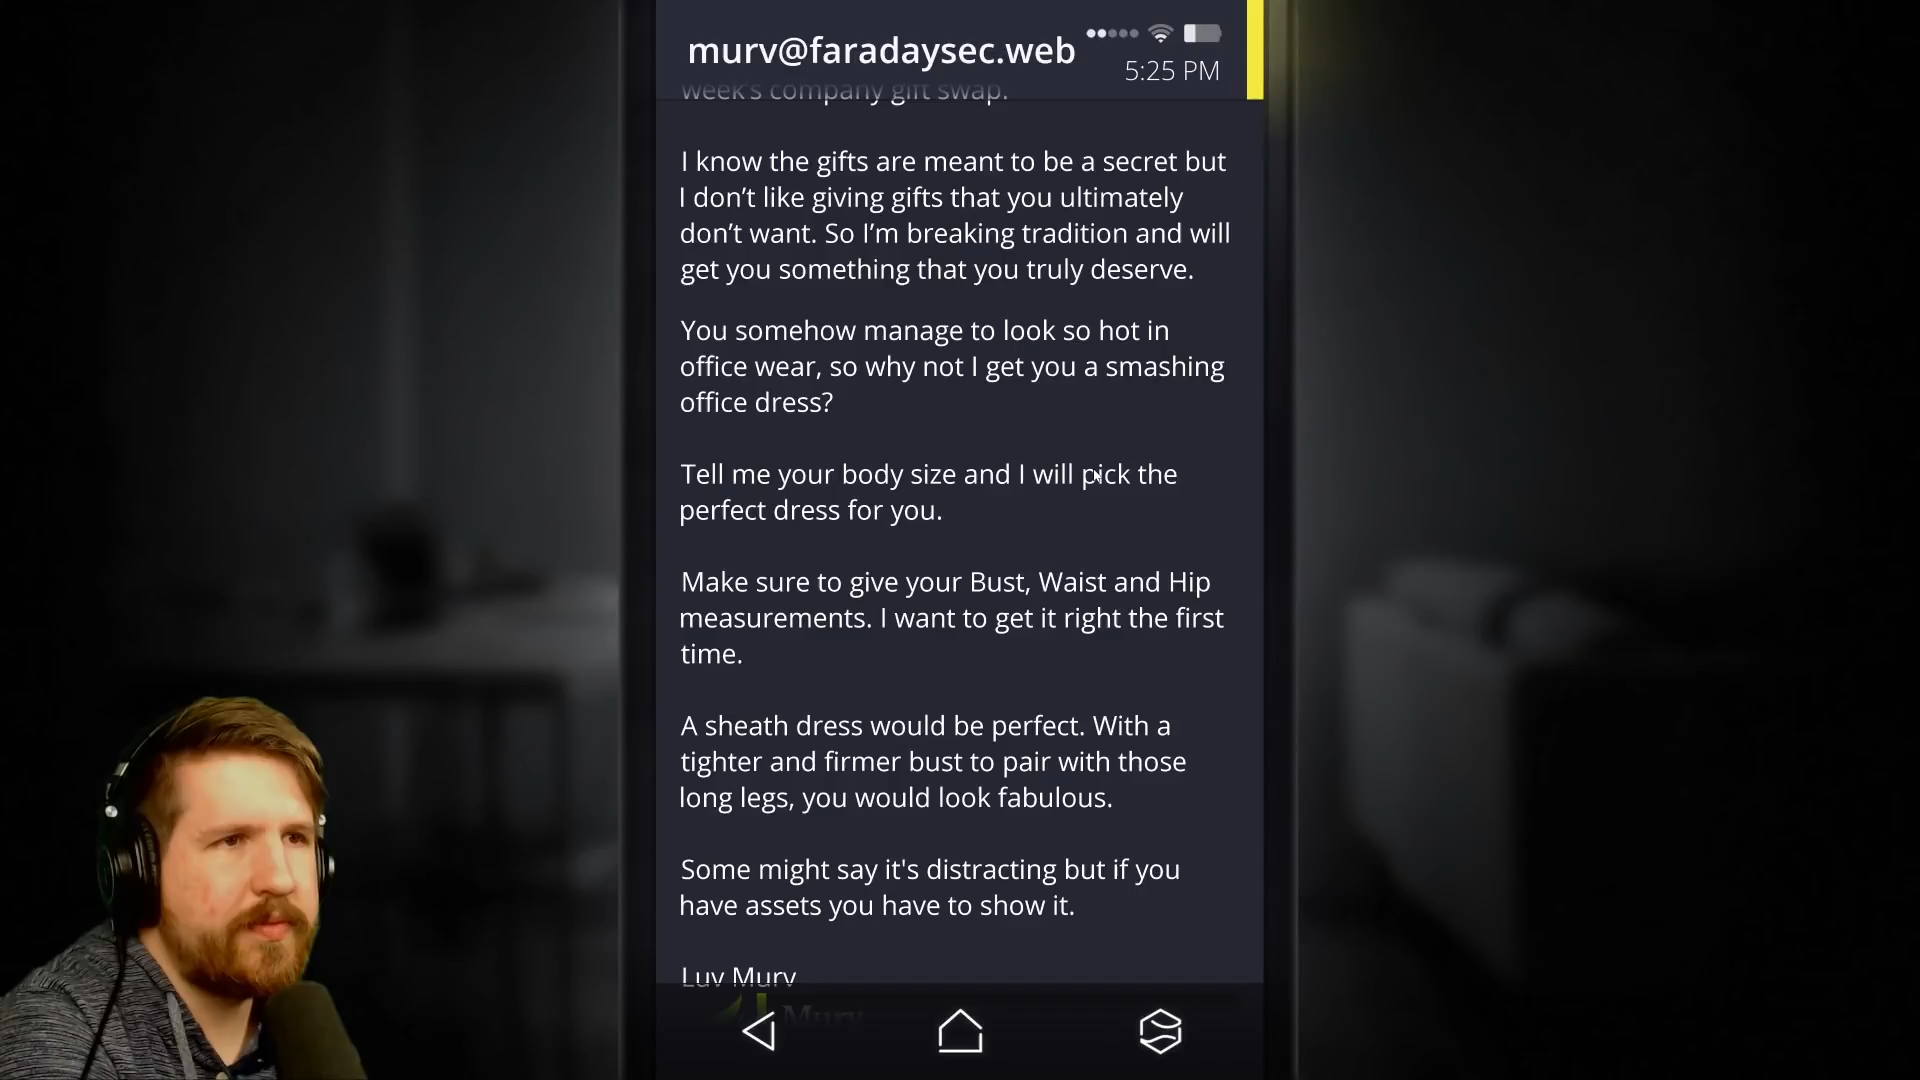 murv@faradaysec.web
5:25 PM
week's company gift swap.
I know the gifts are meant to be a secret but
I don’t like giving gifts that you ultimately
don’t want. So I’m breaking tradition and will
get you something that you truly deserve.
You somehow manage to look so hot in
office wear, so why not I get you a smashing
office dress?
Tell me your body size and I will pick the
perfect dress for you.
Make sure to give your Bust, Waist and Hip
measurements. I want to get it right the first
time.
A sheath dress would be perfect. With a
tighter and firmer bust to pair with those
long legs, you would look fabulous.
Some might say it's distracting but if you
have assets you have to show it.
Luv Murv
Murv